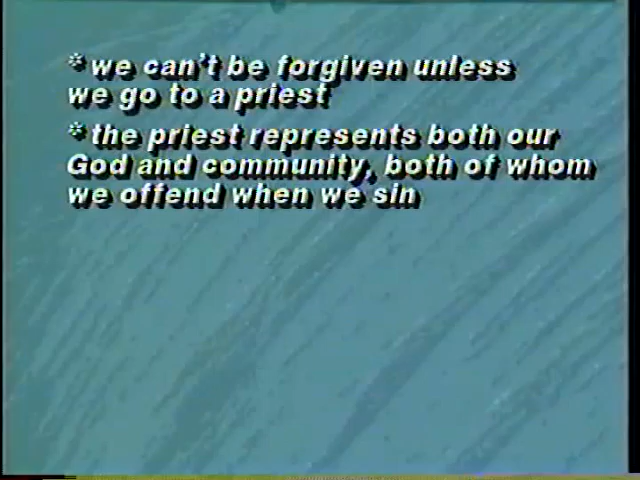 * we can't be forgiven unless
we go to a priest
* the priest represents both our
God and community, both of whom
we offend when we sin